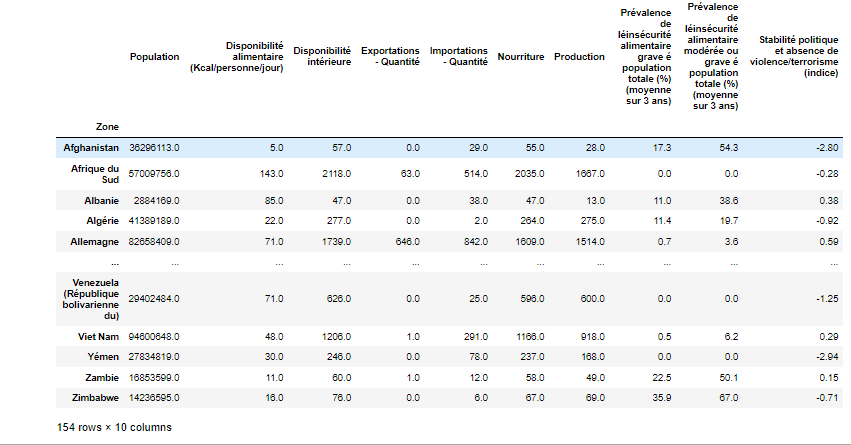 Population Disponibilité alimentaire (Kcal/personne/jour) Disponibilité intérieure Exportations - Quantité Importations - Quantité Nourriture Production Prévalence de léinsécurité alimentaire grave é population totale (%) (moyenne sur 3 ans) Prévalence de léinsécurité alimentaire modérée ou grave é population totale (%) (moyenne sur 3 ans) Stabilité politique et absence de violence/terrorisme (indice)
Zone
Afghanistan 36296113.0 5.0 57.0 0.0 29.0 55.0 28.0 17.3 54.3 -2.80
Afrique du Sud 57009756.0 143.0 2118.0 63.0 514.0 2035.0 1667.0 0.0 0.0 -0.28
Albanie 2884169.0 85.0 47.0 0.0 38.0 47.0 13.0 11.0 38.6 0.38
Algérie 41389189.0 22.0 277.0 0.0 2.0 264.0 275.0 11.4 19.7 -0.92
Allemagne 82658409.0 71.0 1739.0 646.0 842.0 1609.0 1514.0 0.7 3.6 0.59
... ... ... ... ... ... ... ... ... ... ...
Venezuela (République bolivarienne du) 29402484.0 71.0 626.0 0.0 25.0 596.0 600.0 0.0 0.0 -1.25
Viet Nam 94600648.0 48.0 1206.0 1.0 291.0 1166.0 918.0 0.5 6.2 0.29
Yémen 27834819.0 30.0 246.0 0.0 78.0 237.0 168.0 0.0 0.0 -2.94
Zambie 16853599.0 11.0 60.0 1.0 12.0 58.0 49.0 22.5 50.1 0.15
Zimbabwe 14236595.0 16.0 76.0 0.0 6.0 67.0 69.0 35.9 67.0 -0.71
154 rows × 10 columns